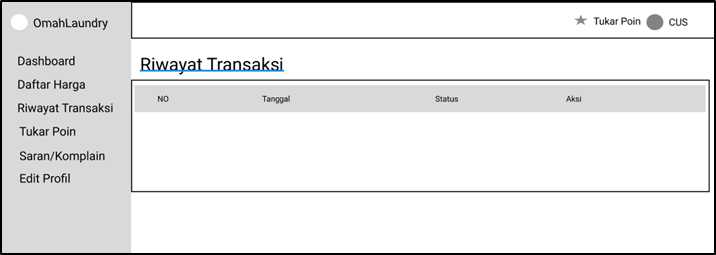 OmahLaundry
Tukar Poin CUS
Dashboard
Daftar Harga
Riwayat Transaksi
Tukar Poin
Saran/Komplain
Edit Profil
Riwayat Transaksi
NO Tanggal Status Aksi